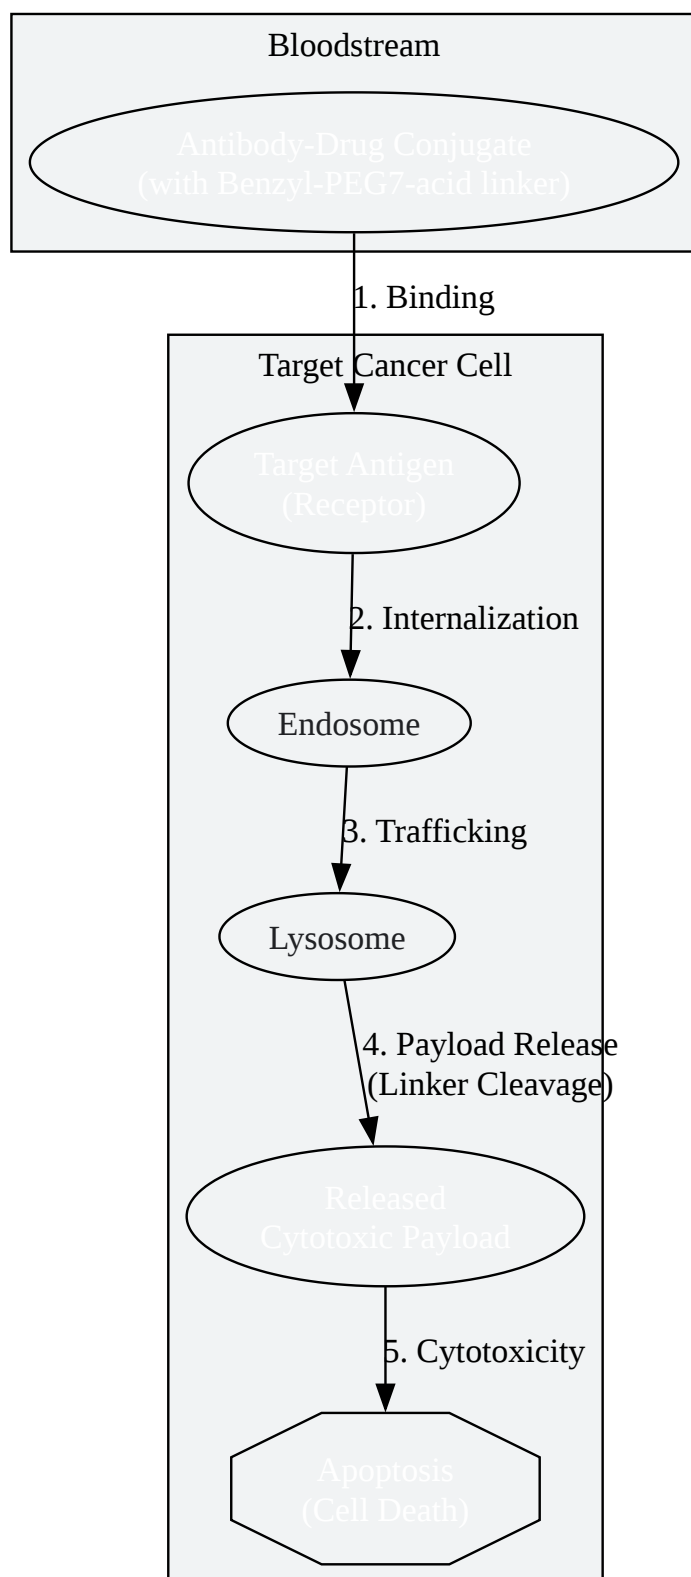 Bloodstream
Antibody-Drug Conjugate
(with Benzyl-PEG7-acid linker)
1. Binding
Target Cancer Cell
Target Antigen
(Receptor)
2. Internalization
Endosome
3. Trafficking
Lysosome
4. Payload Release
(Linker Cleavage)
Released
Cytotoxic Payload
5. Cytotoxicity
Apoptosis
(Cell Death)